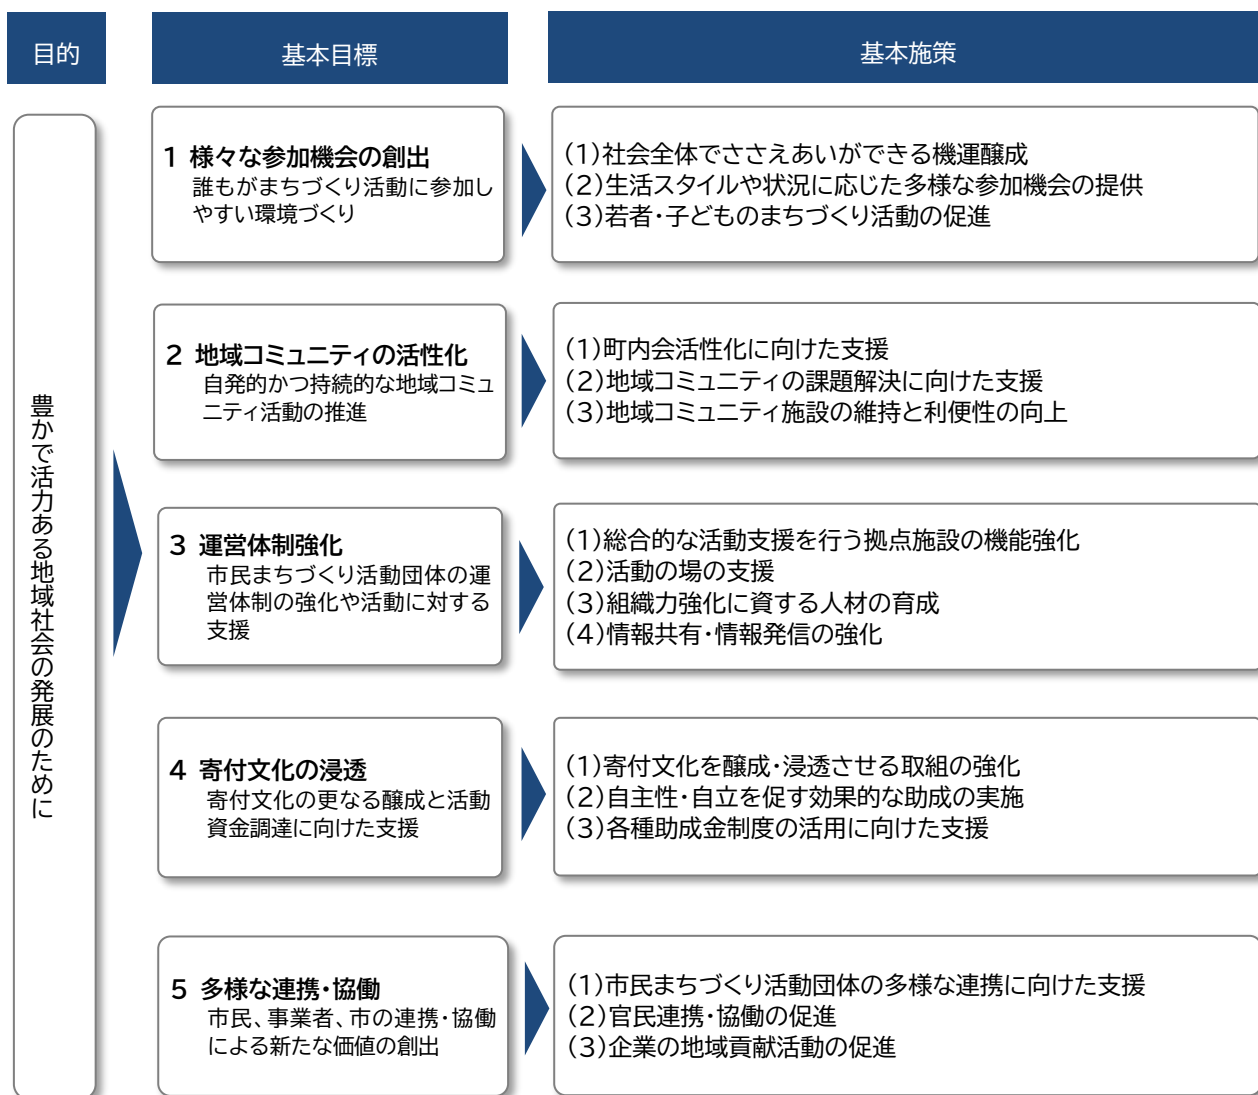 目的
基本目標
基本施策
豊かで活力ある地域社会の発展のために
1 様々な参加機会の創出
誰もがまちづくり活動に参加し
やすい環境づくり
(1)社会全体でささえあいができる機運醸成
(2)生活スタイルや状況に応じた多様な参加機会の提供
(3)若者・子どものまちづくり活動の促進
2 地域コミュニティの活性化
自発的かつ持続的な地域コミュ
ニティ活動の推進
(1)町内会活性化に向けた支援
(2)地域コミュニティの課題解決に向けた支援
(3)地域コミュニティ施設の維持と利便性の向上
3 運営体制強化
市民まちづくり活動団体の運
営体制の強化や活動に対する
支援
(1)総合的な活動支援を行う拠点施設の機能強化
(2)活動の場の支援
(3)組織力強化に資する人材の育成
(4)情報共有・情報発信の強化
4 寄付文化の浸透
寄付文化の更なる醸成と活動
資金調達に向けた支援
(1)寄付文化を醸成・浸透させる取組の強化
(2)自主性・自立を促す効果的な助成の実施
(3)各種助成金制度の活用に向けた支援
5 多様な連携・協働
市民、事業者、市の連携・協働
による新たな価値の創出
(1)市民まちづくり活動団体の多様な連携に向けた支援
(2)官民連携・協働の促進
(3)企業の地域貢献活動の促進